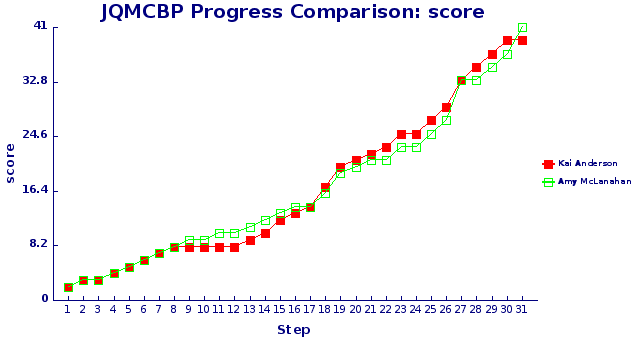 JQMCBP Progress Comparison: score
41
32.8
24.6
16.4
8.2
0
score
1 2 3 4 5 6 7 8 9 10 11 12 13 14 15 16 17 18 19 20 21 22 23 24 25 26 27 28 29 30 31
Step
Kai Anderson
Amy McLanahan